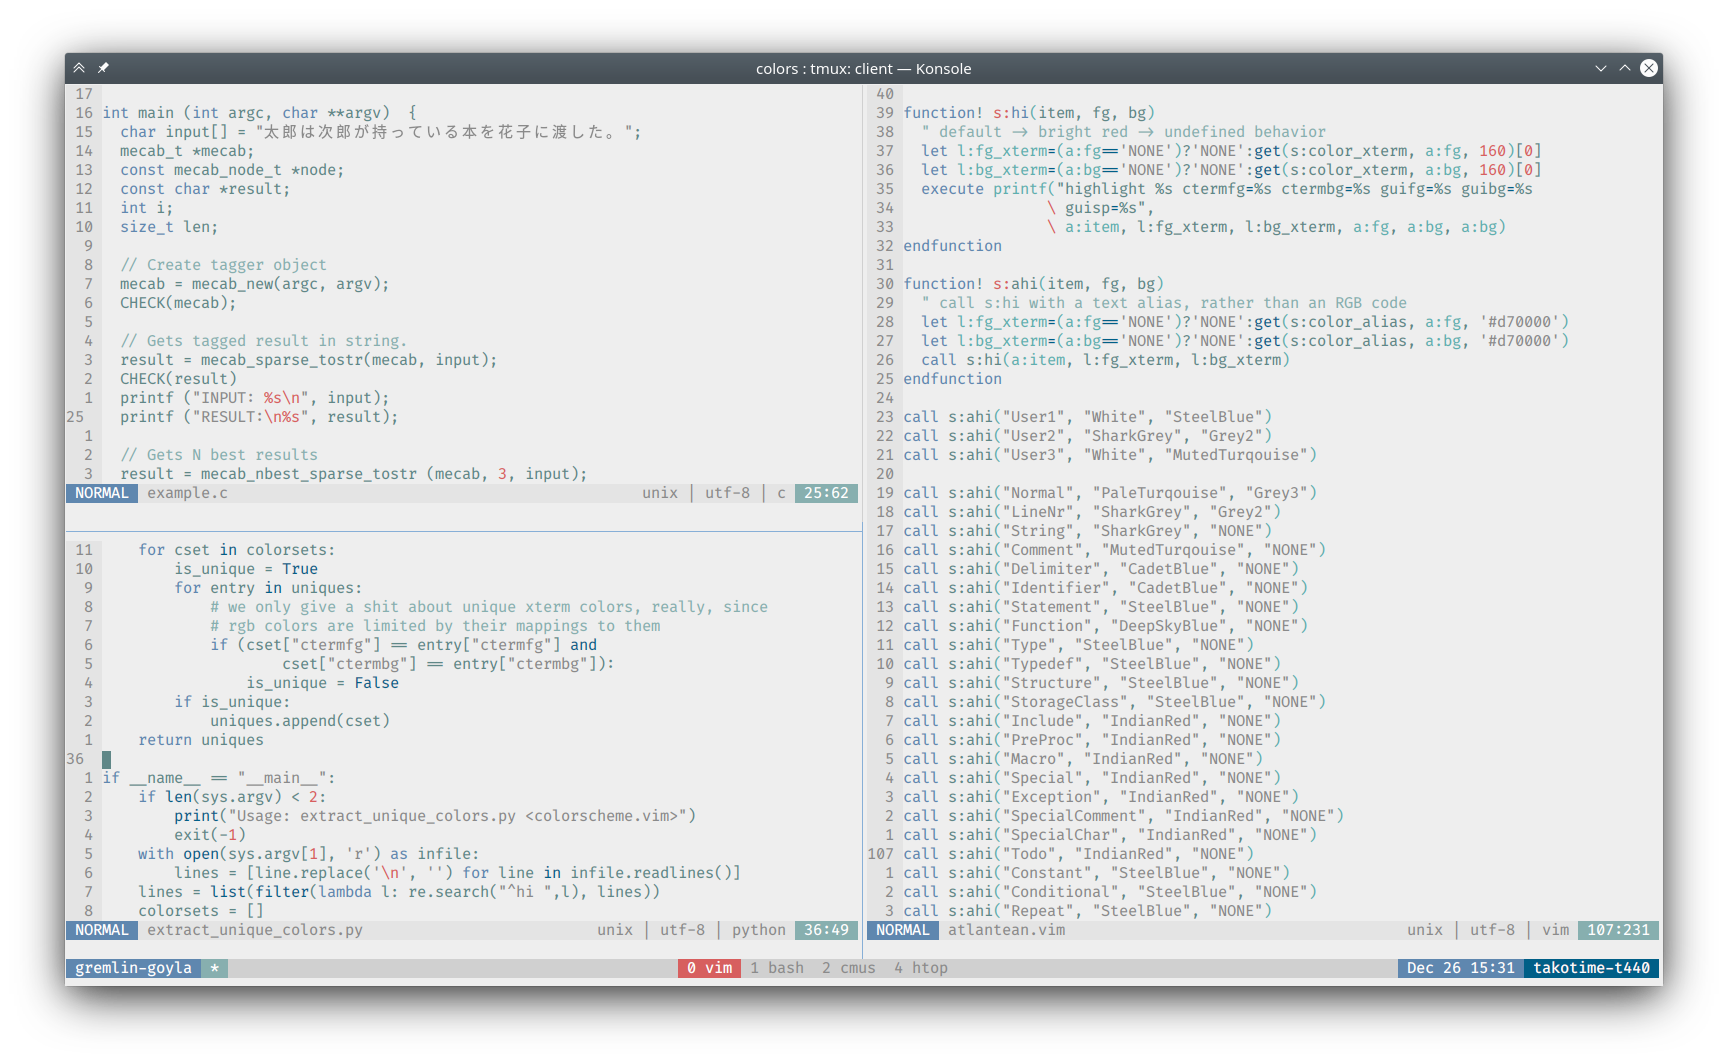 colors : tmux: client — Konsole
17
16 int main (int argc, char **argv)  {
15   char input[] = "太郎は次郎が持っている本を花子に渡した。";
14   mecab_t *mecab;
13   const mecab_node_t *node;
12   const char *result;
11   int i;
10   size_t len;
9
8   // Create tagger object
7   mecab = mecab_new(argc, argv);
6   CHECK(mecab);
5
4   // Gets tagged result in string.
3   result = mecab_sparse_tostr(mecab, input);
2   CHECK(result)
1   printf ("INPUT: %s\n", input);
25   printf ("RESULT:\n%s", result);
1
2   // Gets N best results
3   result = mecab_nbest_sparse_tostr (mecab, 3, input);
NORMAL example.c unix | utf-8 | c 25:62
11     for cset in colorsets:
10         is_unique = True
9         for entry in uniques:
8             # we only give a shit about unique xterm colors, really, since
7             # rgb colors are limited by their mappings to them
6             if (cset["ctermfg"] == entry["ctermfg"] and
5                     cset["ctermbg"] == entry["ctermbg"]):
4                 is_unique = False
3         if is_unique:
2             uniques.append(cset)
1     return uniques
36
1 if __name__ == "__main__":
2     if len(sys.argv) < 2:
3         print("Usage: extract_unique_colors.py <colorscheme.vim>")
4         exit(-1)
5     with open(sys.argv[1], 'r') as infile:
6         lines = [line.replace('\n', '') for line in infile.readlines()]
7     lines = list(filter(lambda l: re.search("^hi ",l), lines))
8     colorsets = []
NORMAL extract_unique_colors.py unix | utf-8 | python 36:49
40
39 function! s:hi(item, fg, bg)
38   " default -> bright red -> undefined behavior
37   let l:fg_xterm=(a:fg=='NONE')?'NONE':get(s:color_xterm, a:fg, 160)[0]
36   let l:bg_xterm=(a:bg=='NONE')?'NONE':get(s:color_xterm, a:bg, 160)[0]
35   execute printf("highlight %s ctermfg=%s ctermbg=%s guifg=%s guibg=%s
34                 \ guisp=%s",
33                 \ a:item, l:fg_xterm, l:bg_xterm, a:fg, a:bg, a:bg)
32 endfunction
31
30 function! s:ahi(item, fg, bg)
29   " call s:hi with a text alias, rather than an RGB code
28   let l:fg_xterm=(a:fg=='NONE')?'NONE':get(s:color_alias, a:fg, '#d70000')
27   let l:bg_xterm=(a:bg=='NONE')?'NONE':get(s:color_alias, a:bg, '#d70000')
26   call s:hi(a:item, l:fg_xterm, l:bg_xterm)
25 endfunction
24
23 call s:ahi("User1", "White", "SteelBlue")
22 call s:ahi("User2", "SharkGrey", "Grey2")
21 call s:ahi("User3", "White", "MutedTurqouise")
20
19 call s:ahi("Normal", "PaleTurqouise", "Grey3")
18 call s:ahi("LineNr", "SharkGrey", "Grey2")
17 call s:ahi("String", "SharkGrey", "NONE")
16 call s:ahi("Comment", "MutedTurqouise", "NONE")
15 call s:ahi("Delimiter", "CadetBlue", "NONE")
14 call s:ahi("Identifier", "CadetBlue", "NONE")
13 call s:ahi("Statement", "SteelBlue", "NONE")
12 call s:ahi("Function", "DeepSkyBlue", "NONE")
11 call s:ahi("Type", "SteelBlue", "NONE")
10 call s:ahi("Typedef", "SteelBlue", "NONE")
9 call s:ahi("Structure", "SteelBlue", "NONE")
8 call s:ahi("StorageClass", "SteelBlue", "NONE")
7 call s:ahi("Include", "IndianRed", "NONE")
6 call s:ahi("PreProc", "IndianRed", "NONE")
5 call s:ahi("Macro", "IndianRed", "NONE")
4 call s:ahi("Special", "IndianRed", "NONE")
3 call s:ahi("Exception", "IndianRed", "NONE")
2 call s:ahi("SpecialComment", "IndianRed", "NONE")
1 call s:ahi("SpecialChar", "IndianRed", "NONE")
107 call s:ahi("Todo", "IndianRed", "NONE")
1 call s:ahi("Constant", "SteelBlue", "NONE")
2 call s:ahi("Conditional", "SteelBlue", "NONE")
3 call s:ahi("Repeat", "SteelBlue", "NONE")
NORMAL atlantean.vim unix | utf-8 | vim 107:231
gremlin-goyla * 0 vim 1 bash 2 cmus 4 htop Dec 26 15:31 takotime-t440